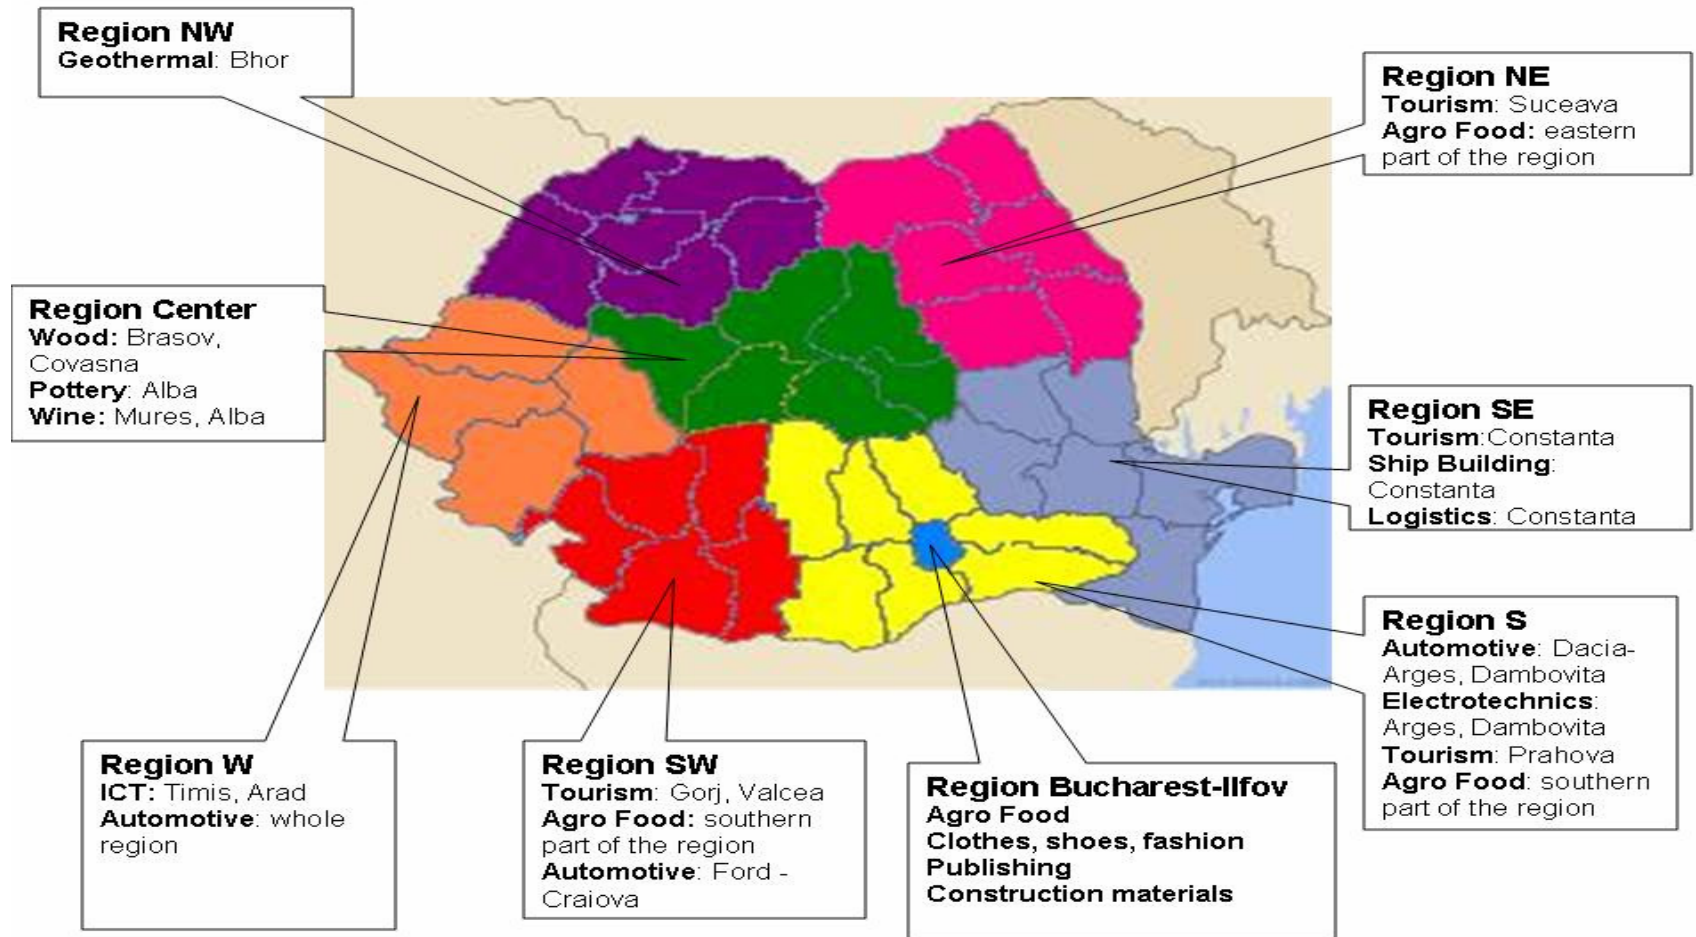 Region NW
Geothermal: Bhor
Region NE
Tourism: Suceava
Agro Food: eastern
part of the region
Region Center
Wood: Brasov,
Covasna
Pottery: Alba
Wine: Mures, Alba
Region SE
Tourism:Constanta
Ship Building:
Constanta
Logistics: Constanta
Region S
Automotive: Dacia-
Arges, Dambovita
Electrotechnics:
Arges, Dambovita
Tourism: Prahova
Agro Food: southern
part of the region
Region W
ICT: Timis, Arad
Automotive: whole
region
Region SW
Tourism: Gorj, Valcea
Agro Food: southern
part of the region
Automotive: Ford -
Craiova
Region Bucharest-Ilfov
Agro Food
Clothes, shoes, fashion
Publishing
Construction materials